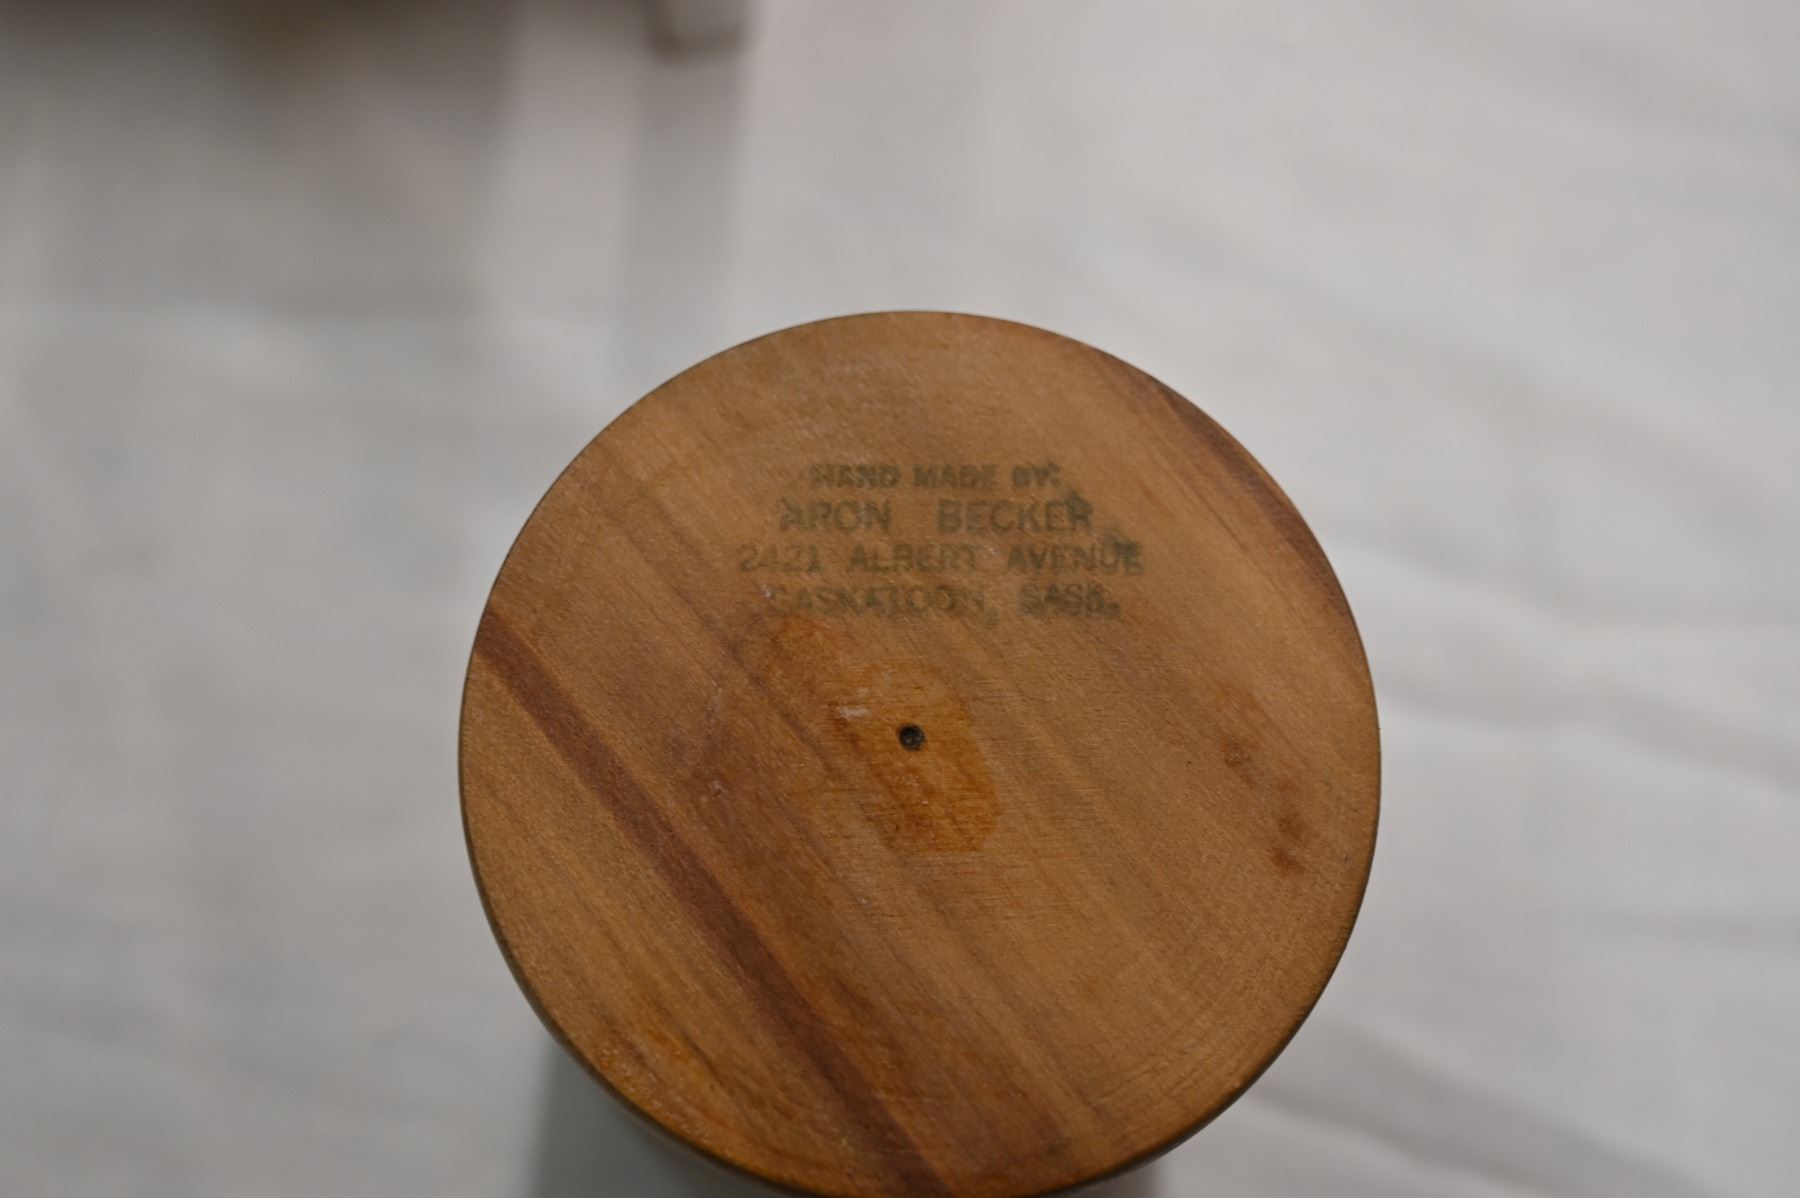 HAND MADE BY:
ARON BECKER
2421 ALBERT AVENUE
SASKATOON, SASK.